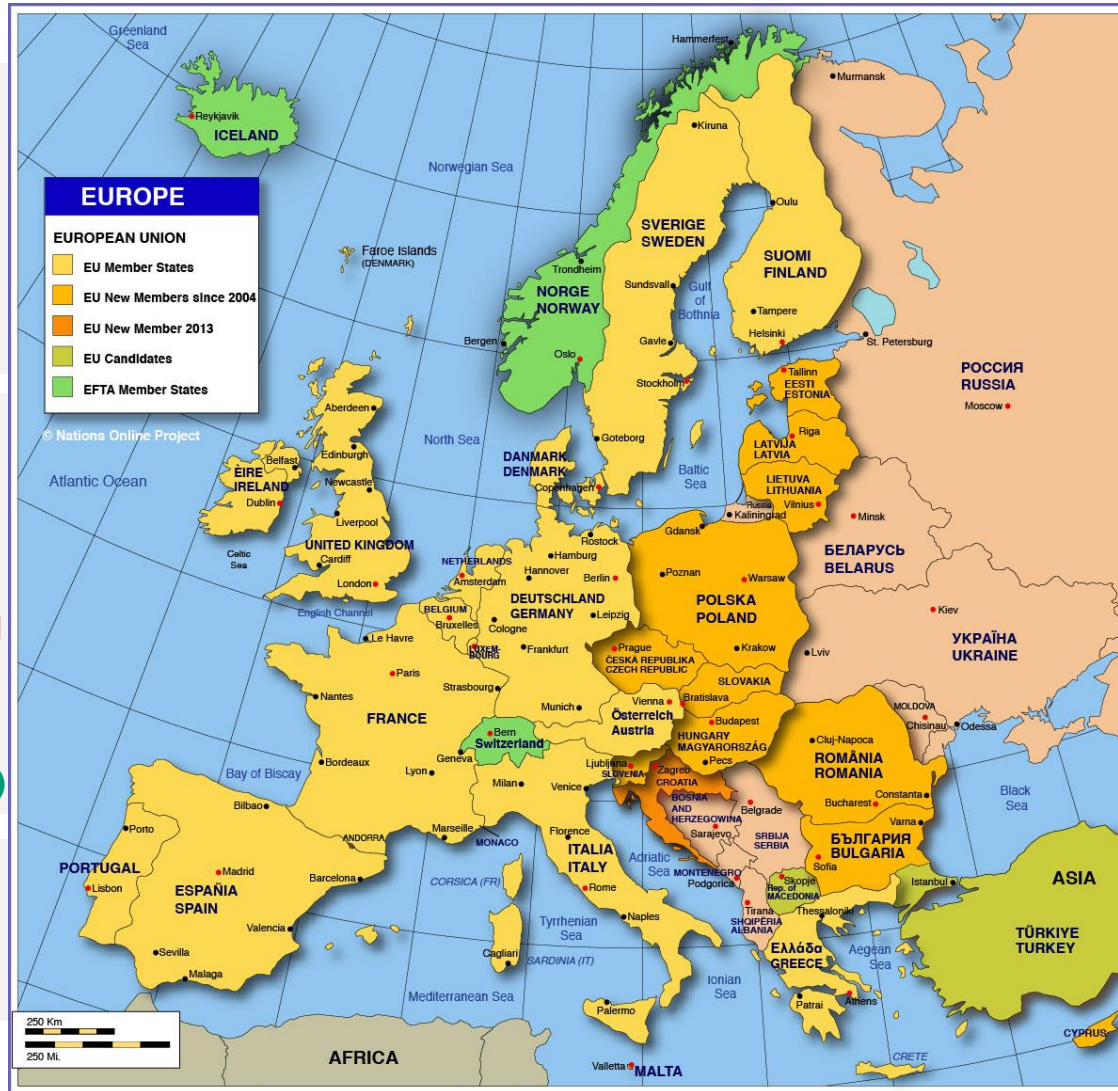 Greenland
Sea
Hammerfest
Murmansk
Reykjavik
ICELAND
Kiruna
Norwegian Sea
EUROPE
EUROPEAN UNION
EU Member States
EU New Members since 2004
EU New Member 2013
EU Candidates
EFTA Member States
© Nations Online Project
Faroe Islands
(DENMARK)
Oulu
SVERIGE
SWEDEN
SUOMI
FINLAND
Trondheim
NORGE
NORWAY
Sundsvall
Gulf
of
Bothnia
Tampere
Helsinki
St. Petersburg
Bergen
Oslo
Gavle
Stockholm
Tallinn
EESTI
ESTONIA
РОССИЯ
RUSSIA
Moscow
Aberdeen
North Sea
Goteborg
Riga
LATVIJA
LATVIA
Edinburgh
DANMARK
DENMARK
Baltic
Sea
Belfast
ÈIRE
IRELAND
Atlantic Ocean
Newcastle
Copenhagen
LIETUVA
LITHUANIA
Vilnius
Russia
Kaliningrad
Minsk
Dublin
Liverpool
Gdansk
Rostock
Celtic
Sea
UNITED KINGDOM
Cardiff
London
NETHERLANDS
Amsterdam
Hamburg
Hannover
Berlin
Poznan
Warsaw
БЕЛАРУСЬ
BELARUS
English Channel
BELGIUM
Bruxelles
DEUTSCHLAND
GERMANY
Leipzig
Cologne
POLSKA
POLAND
Kiev
УКРАЇНА
UKRAINE
Le Havre
LUXEM-
BOURG
Frankfurt
Prague
ČESKÁ REPUBLIKA
CZECH REPUBLIC
Krakow
Lviv
Paris
Strasbourg
SLOVAKIA
Nantes
Munich
Vienna
Bratislava
MOLDOVA
Chisinau
Odessa
FRANCE
Österreich
Austria
Budapest
HUNGARY
MAGYARORSZÁG
Bern
Switzerland
Geneva
Cluj-Napoca
ROMÂNIA
ROMANIA
Bay of Biscay
Bordeaux
Lyon
Milan
Venice
Ljubljana
SLOVENIA
Pecs
Zagreb
CROATIA
Constanta
Bucharest
Black
Sea
Bilbao
BOSNIA
AND
HERZEGOWINA
Belgrade
Sarajevo
SRBIJA
SERBIA
Varna
Porto
ANDORRA
Marseille
MONACO
Florence
ITALIA
ITALY
Adriatic
Sea
БЪЛГАРИЯ
BULGARIA
Sofia
PORTUGAL
Lisbon
Madrid
ESPAÑIA
SPAIN
Barcelona
CORSICA (FR)
Rome
MONTENEGRO
Podgorica
Skopje
Rep. of
MACEDONIA
Istanbul
ASIA
Tirana
SHQIPËRIA
ALBANIA
Thessaloniki
Valencia
Tyrrhenian
Sea
Naples
TÜRKIYE
TURKEY
Sevilla
Malaga
Cagliari
SARDINIA (IT)
Ελλάδα
GREECE
Aegean
Sea
Ionian
Sea
Mediterranean Sea
Palermo
Patrai
Athens
250 Km
250 Mi.
AFRICA
Valletta
MALTA
CRETE
CYPRUS